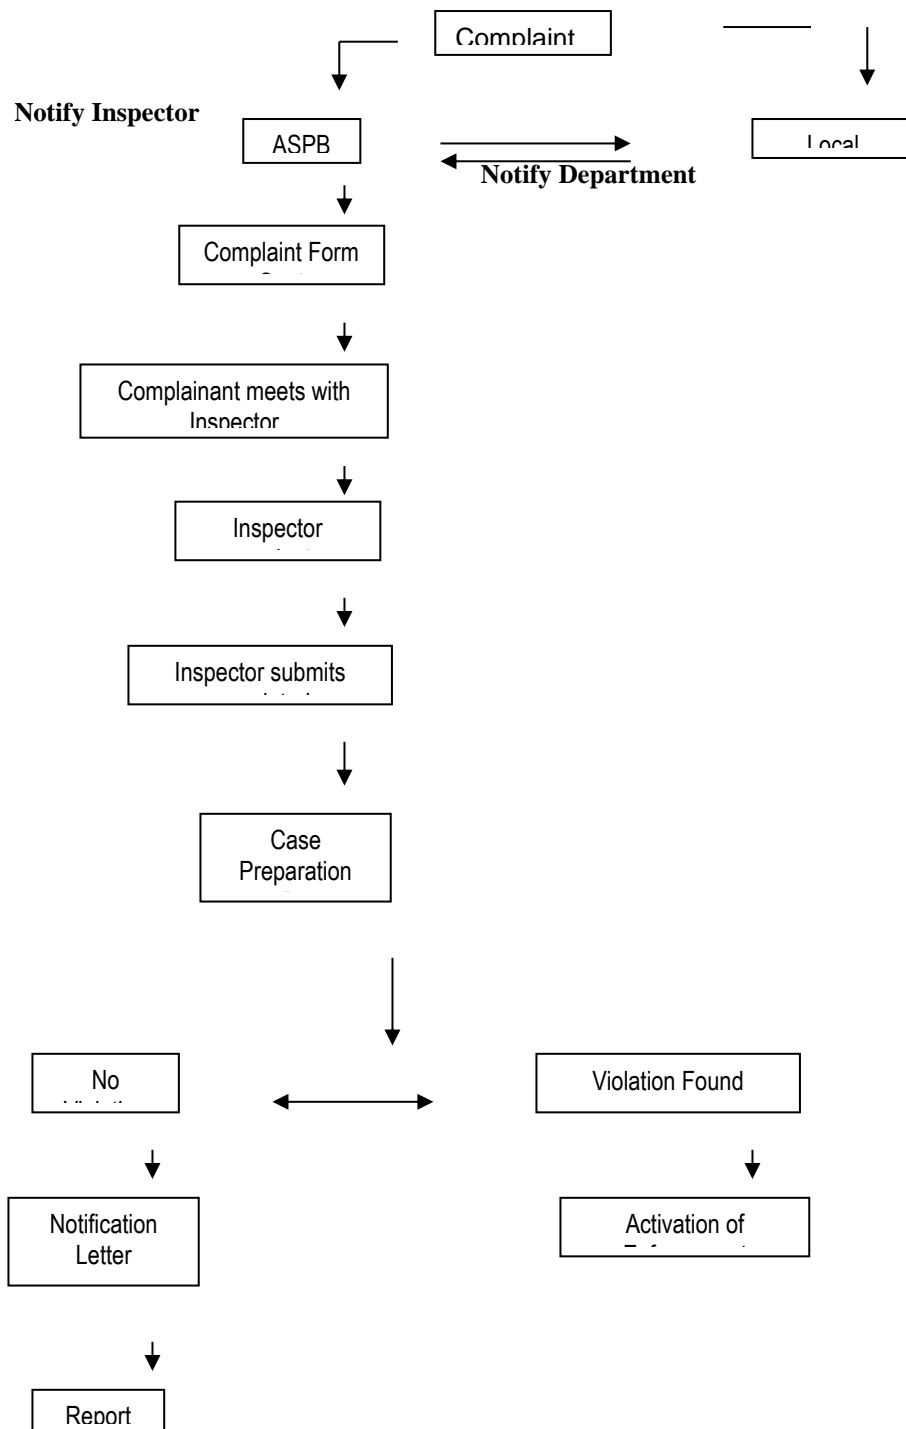 Complaint
Notify Inspector
ASPB
Local
Notify Department
Complaint Form
Complainant meets with
Inspector
Inspector
Inspector submits
Case
Preparation
No
Violation Found
Notification
Letter
Activation of
Report